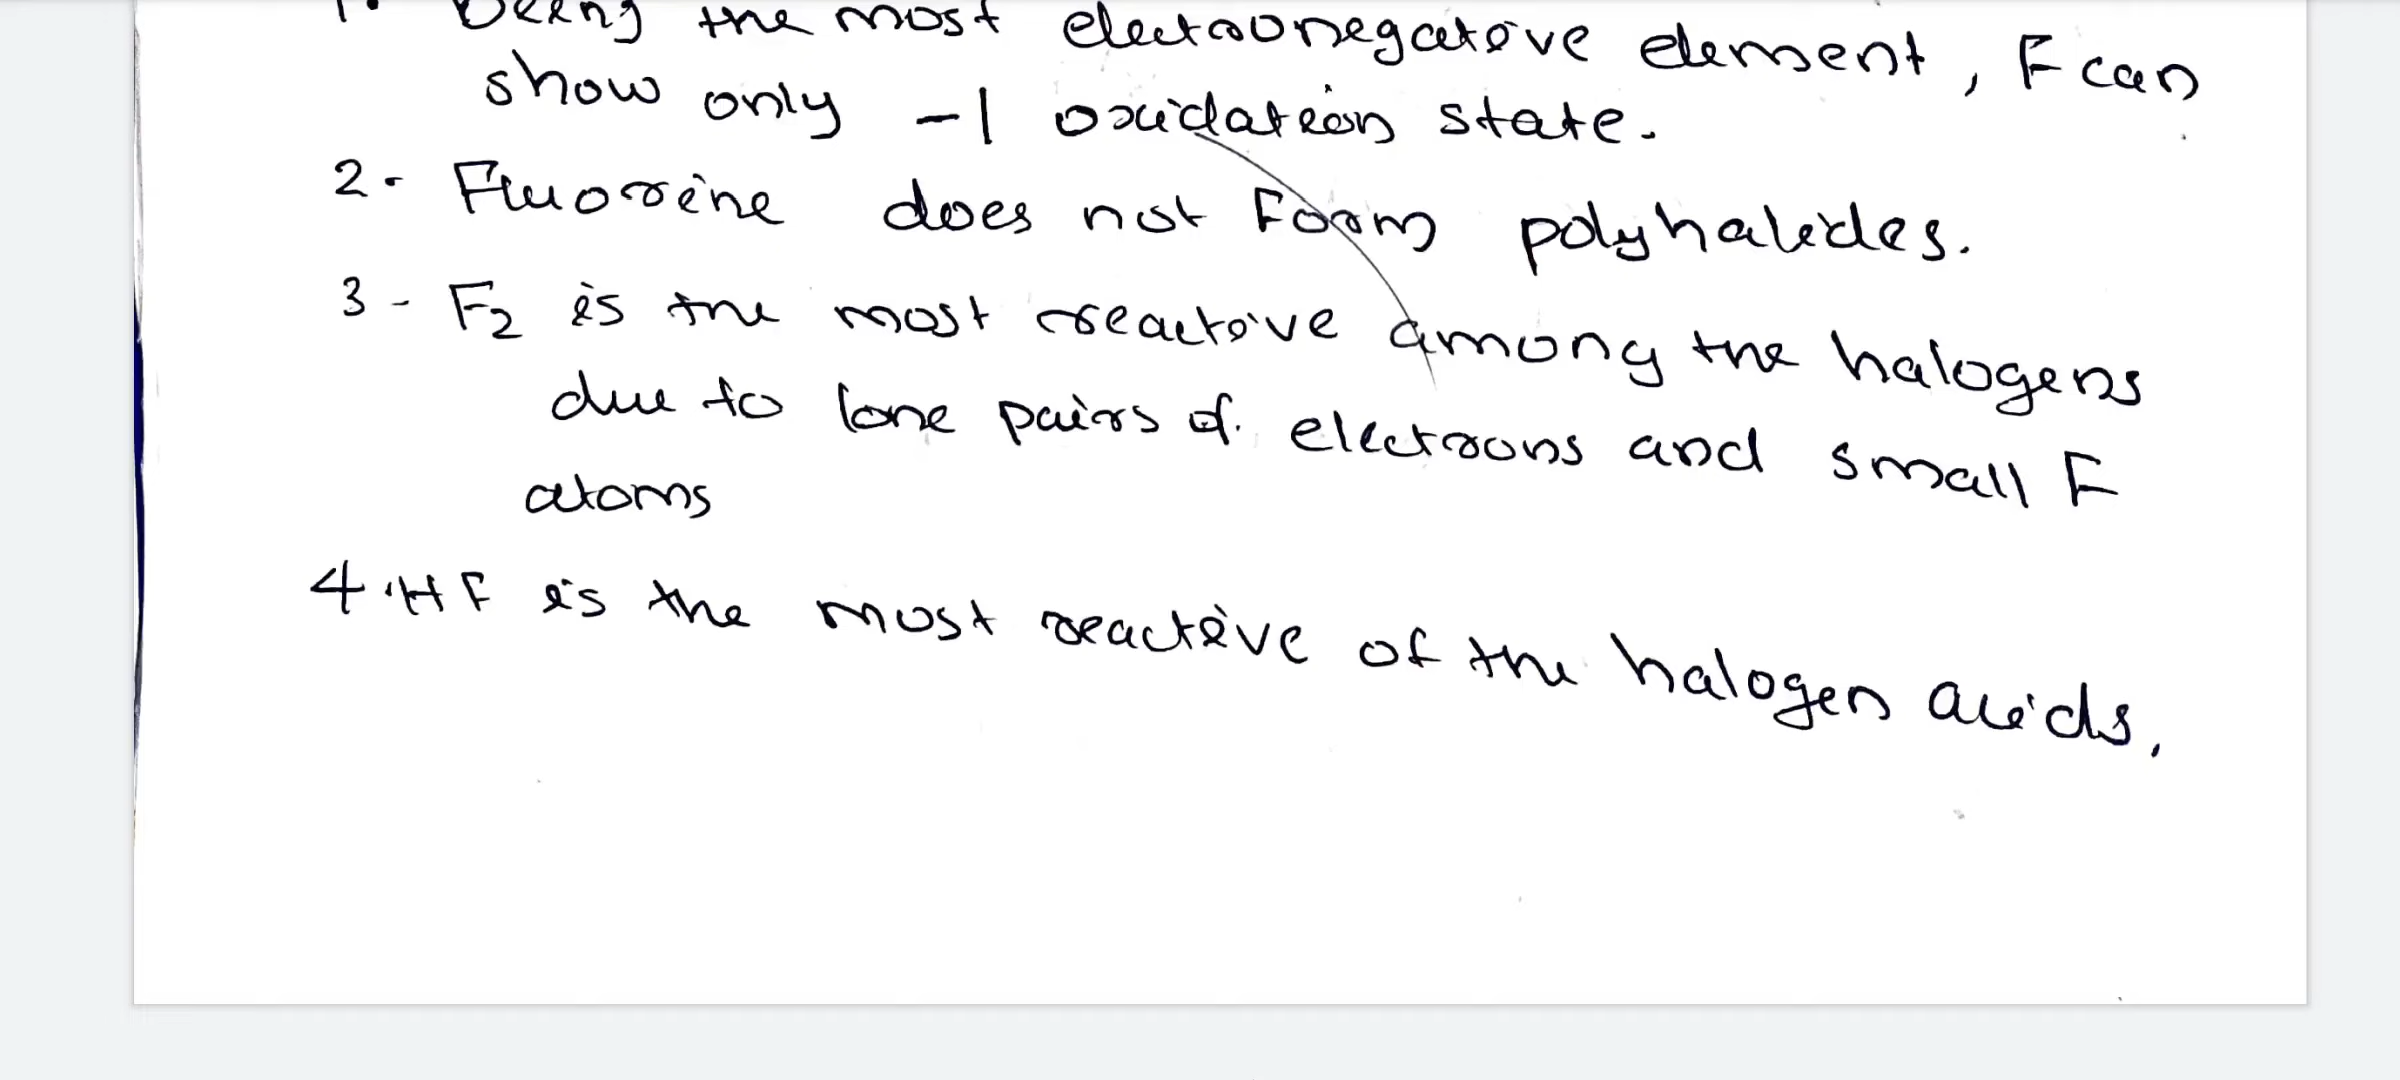 1. Being the most electronegative element, F can
show only -1 oxidation state.
2. Fluorine does not form polyhalides.
3- F2 is the most reactive among the halogens
due to lone pairs of electrons and small F
atoms
4. HF is the most reactive of the halogen acids.